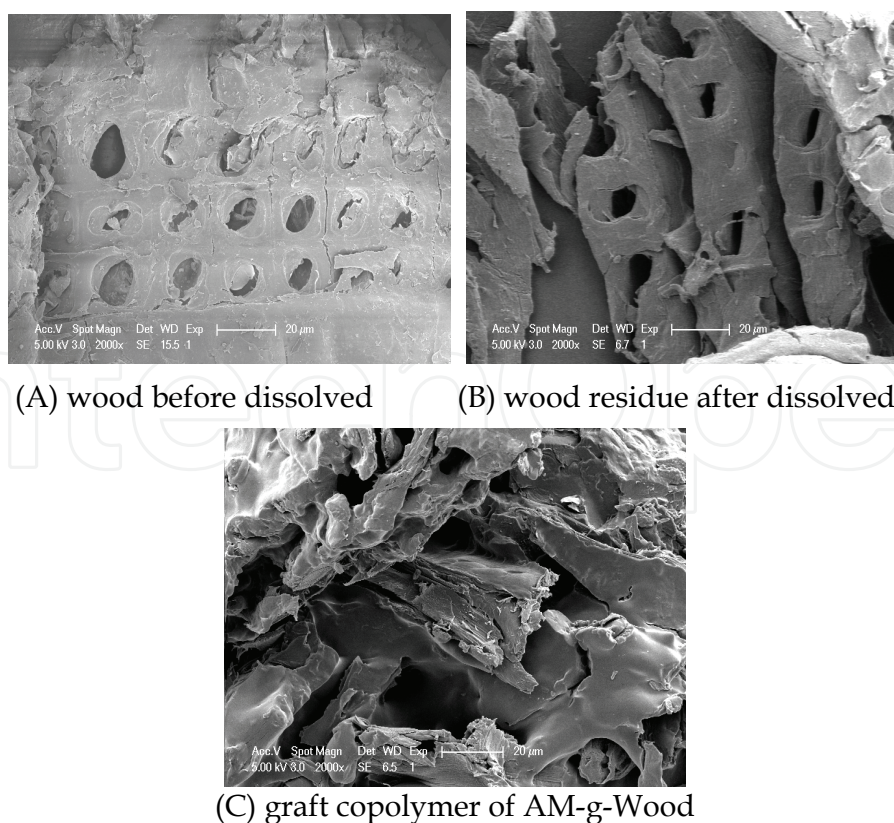 Acc.V Spot Magn Det WD Exp 20 µm
5.00 kV 3.0 2000x SE 15.5 1
Acc.V Spot Magn Det WD Exp 20 µm
5.00 kV 3.0 2000x SE 6.7 1
(A) wood before dissolved (B) wood residue after dissolved
Acc.V Spot Magn Det WD Exp 20 µm
5.00 kV 3.0 2000x SE 6.5 1
(C) graft copolymer of AM-g-Wood